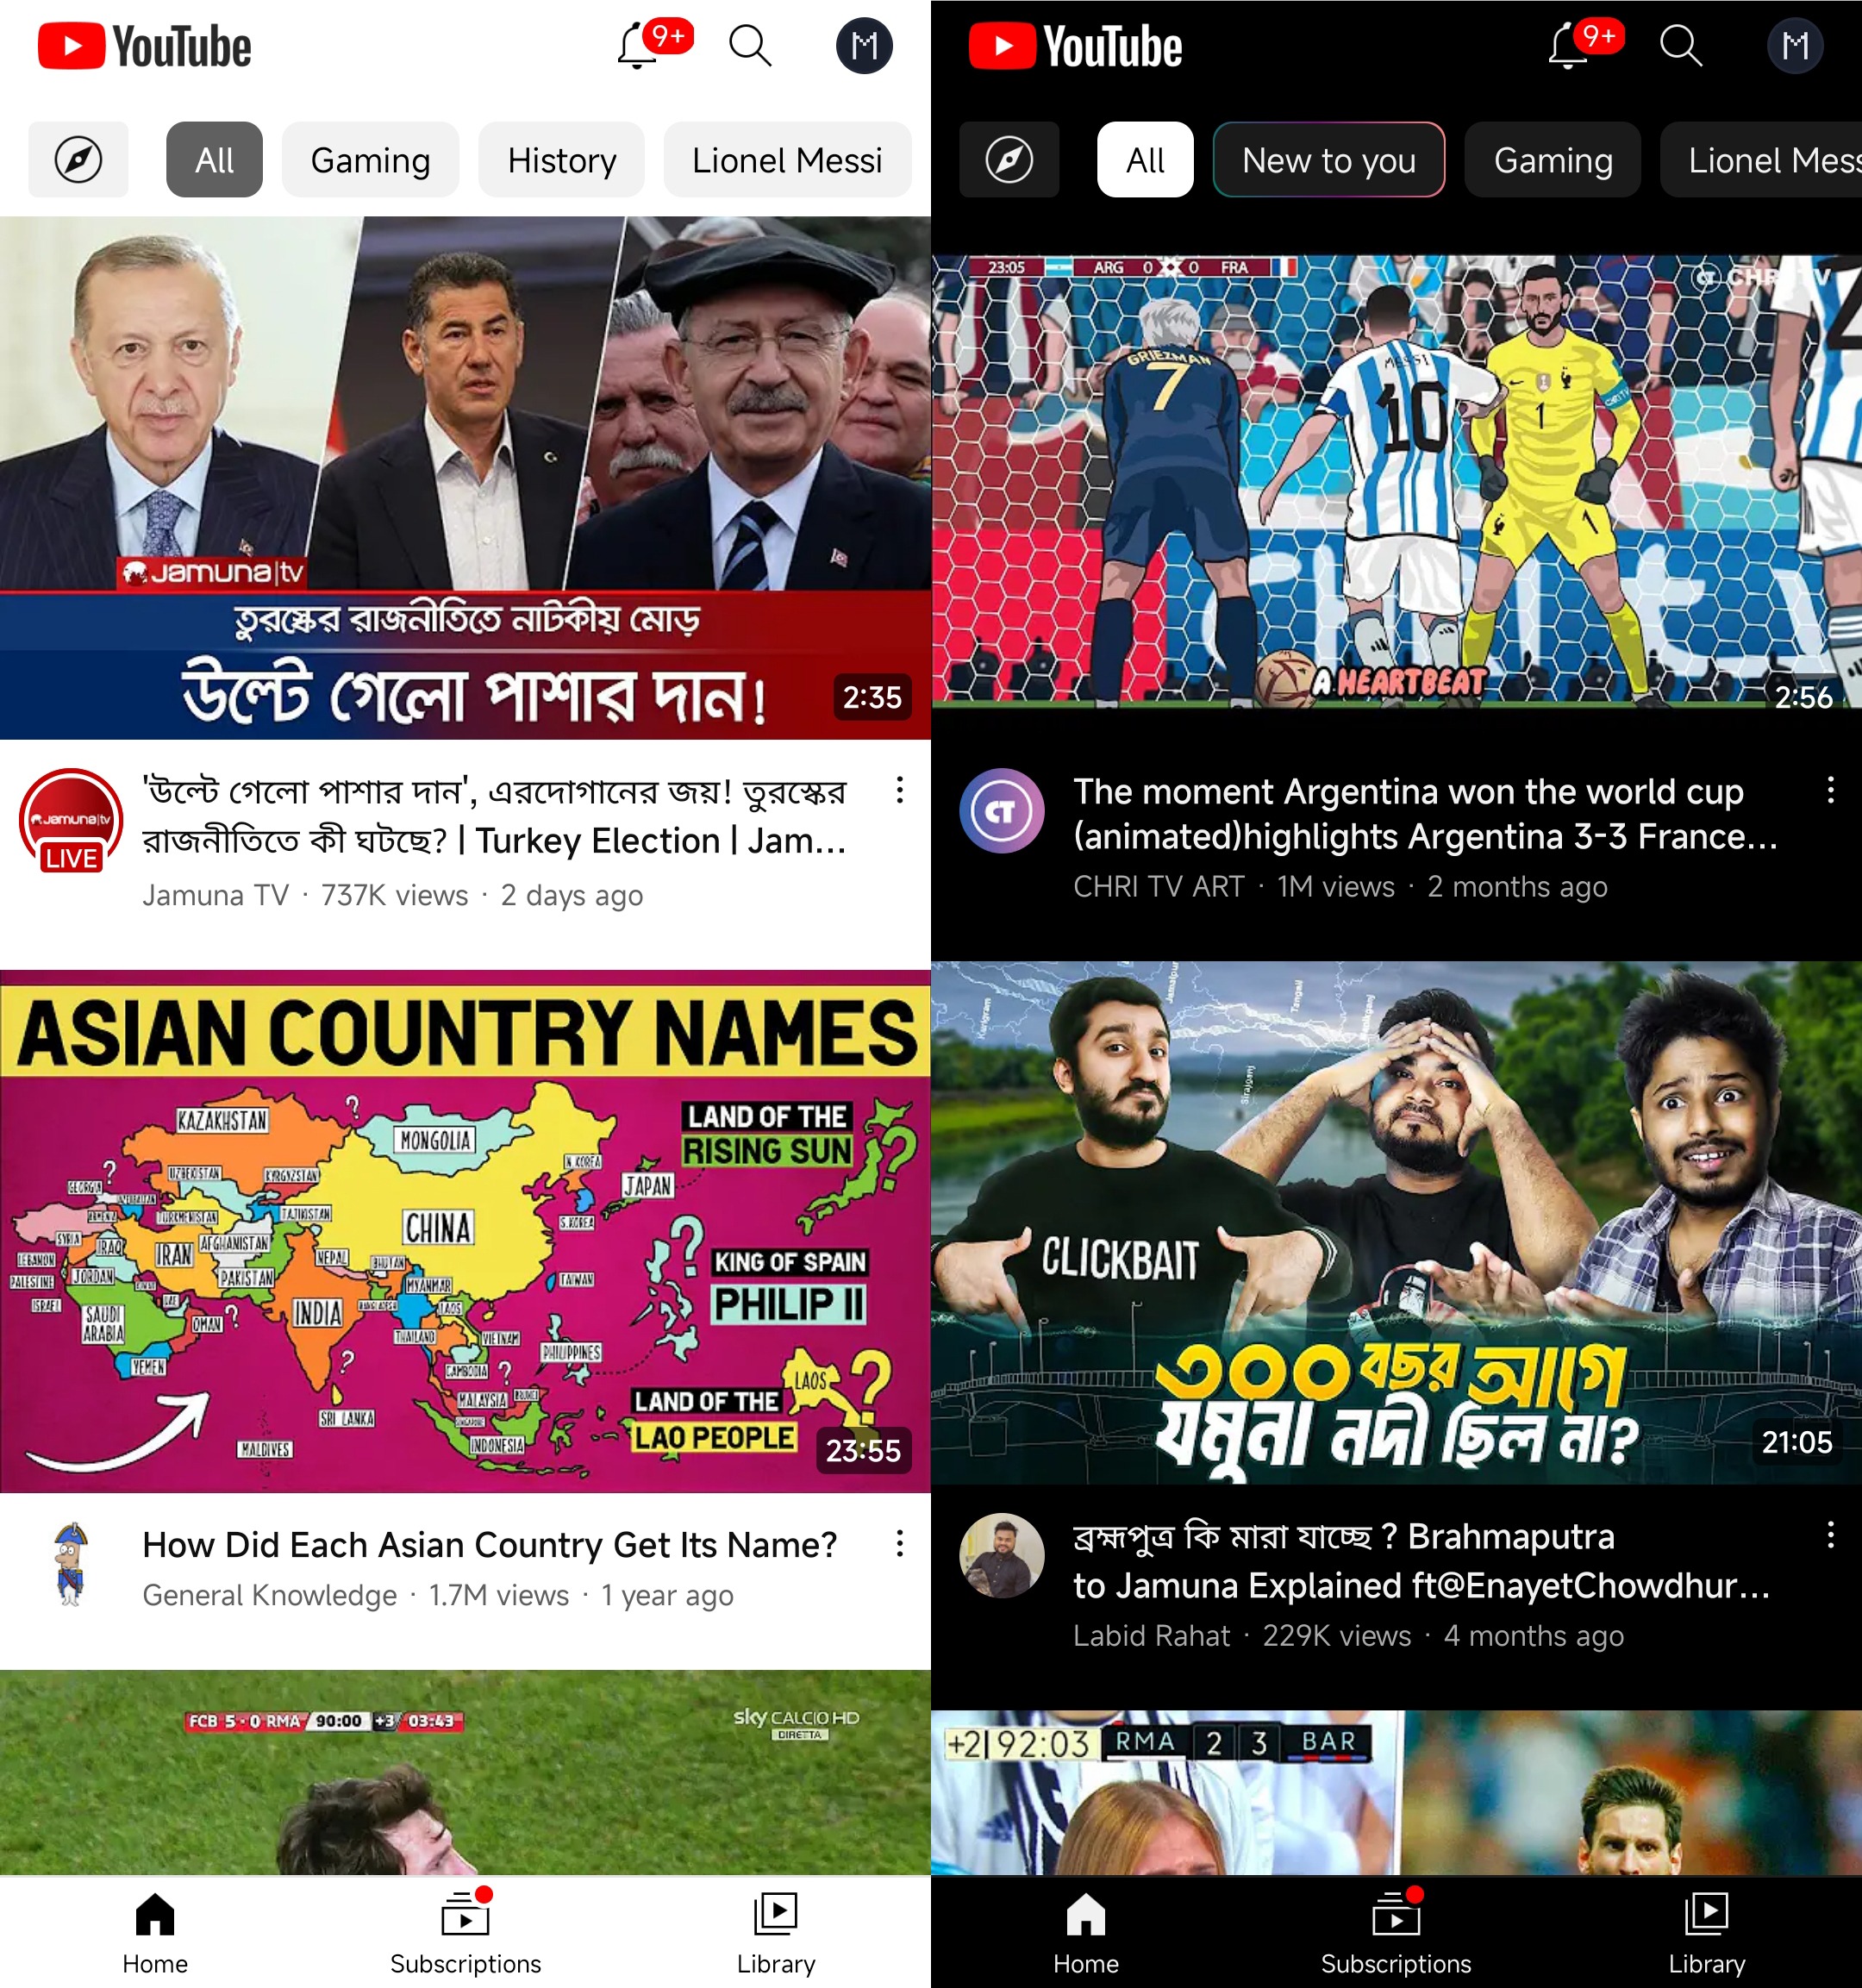 YouTube
9+
M
All
Gaming
History
Lionel Messi
Jamuna|tv
তুরস্কের রাজনীতিতে নাটকীয় মোড়
উল্টে গেলো পাশার দান!
2:35
Jamuna|tv
LIVE
'উল্টে গেলো পাশার দান', এরদোগানের জয়! তুরস্কের
রাজনীতিতে কী ঘটছে? | Turkey Election | Jam...
Jamuna TV · 737K views · 2 days ago
ASIAN COUNTRY NAMES
KAZAKHSTAN
?
MONGOLIA
LAND OF THE
RISING SUN
?
UZBEKISTAN
KYRGYZSTAN
N.KOREA
JAPAN
?
GEORGIA
ARMENIA
TURKMENISTAN
TAJIKISTAN
S.KOREA
CHINA
SYRIA
IRAQ
IRAN
AFGHANISTAN
LEBANON
NEPAL
BHUTAN
?
KING OF SPAIN
PHILIP II
PALESTINE
JORDAN
PAKISTAN
MYANMAR
TAIWAN
ISRAEL
SAUDI
ARABIA
UAE
OMAN
?
INDIA
BANGLADESH
LAOS
THAILAND
VIETNAM
YEMEN
?
CAMBODIA
?
PHILIPPINES
LAND OF THE
LAO PEOPLE
LAOS
?
MALAYSIA
BRUNEI
SINGAPORE
SRI LANKA
INDONESIA
MALDIVES
23:55
How Did Each Asian Country Get Its Name?
General Knowledge · 1.7M views · 1 year ago
FCB 5-0 RMA 90:00 +3 03:43
sky CALCIO HD
DIRETTA
Home
Subscriptions
Library
YouTube
9+
M
All
New to you
Gaming
Lionel Mess
23:05 ARG 0 0 FRA
GRIEZMAN
7
MESSI
10
1
1
A HEARTBEAT
2:56
CT
The moment Argentina won the world cup
(animated)highlights Argentina 3-3 France...
CHRI TV ART · 1M views · 2 months ago
Kurigram
Jamalpur
Tangail
Sirajganj
CLICKBAIT
৩০০ বছর আগে
যমুনা নদী ছিল না?
21:05
ব্রহ্মপুত্র কি মারা যাচ্ছে ? Brahmaputra
to Jamuna Explained ft@EnayetChowdhur...
Labid Rahat · 229K views · 4 months ago
+2| 92:03 RMA 2 3 BAR
Home
Subscriptions
Library